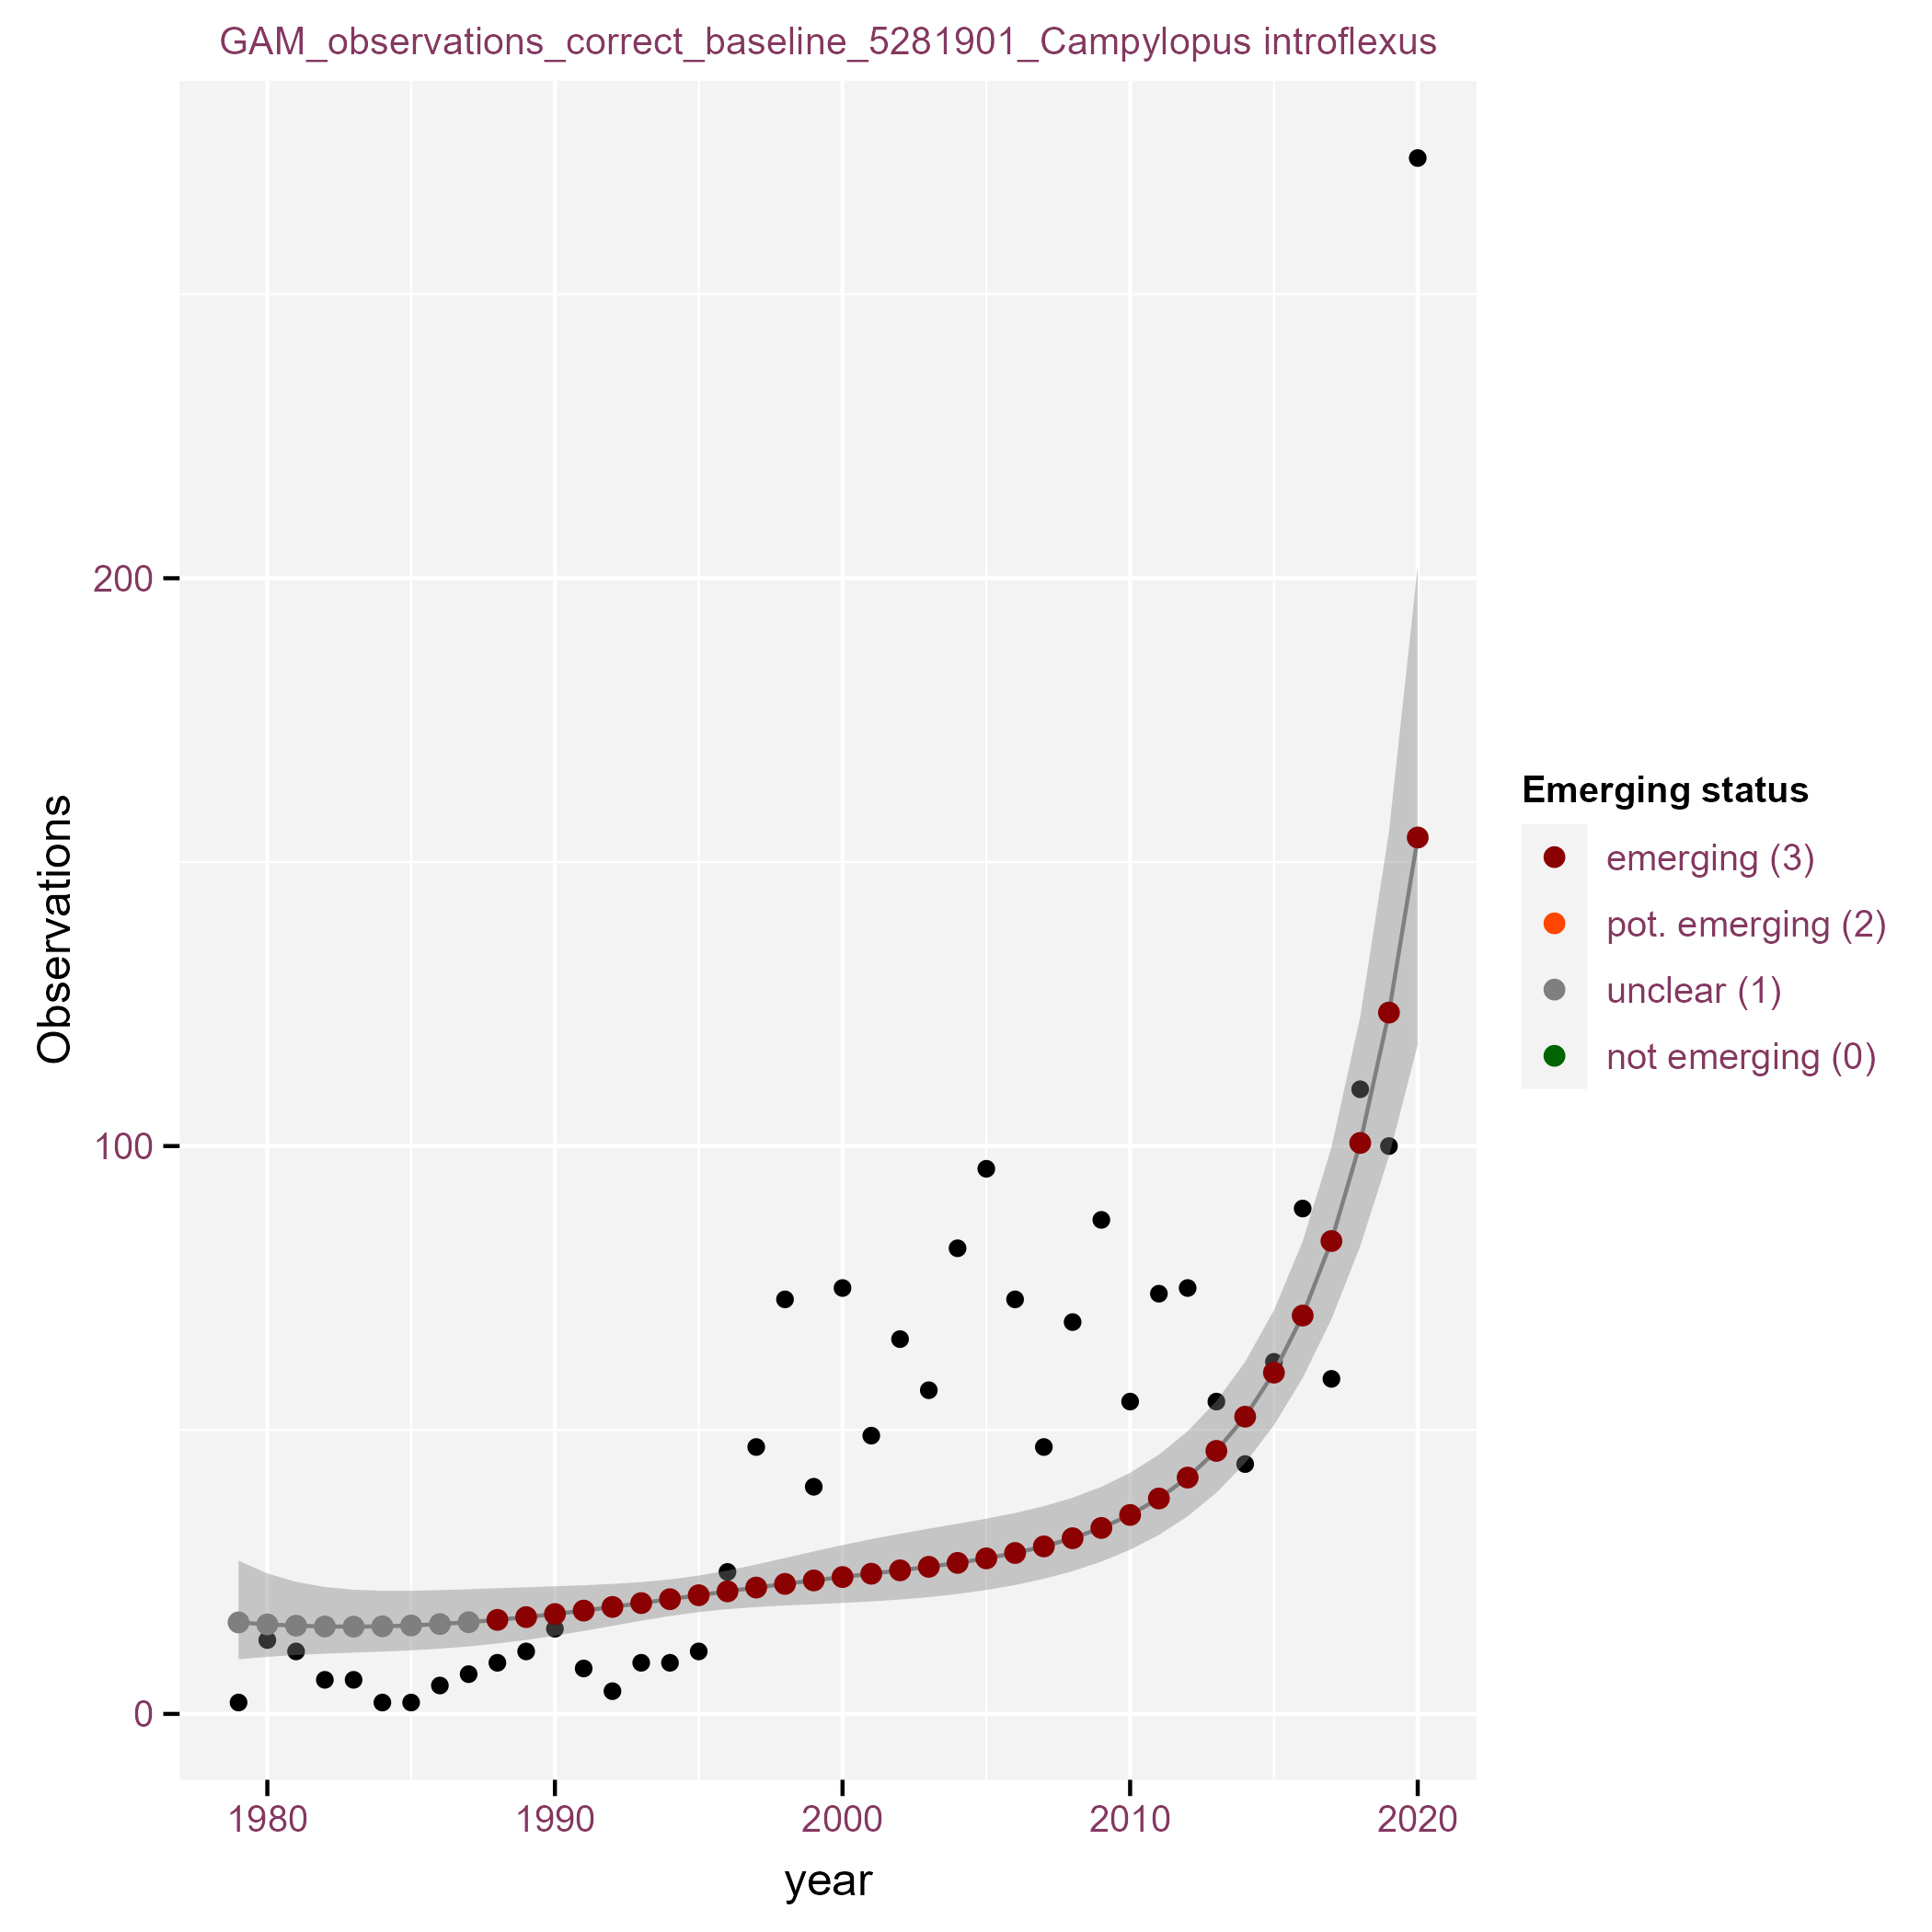 GAM_observations_correct_baseline_5281901_Campylopus introflexus
Observations
200
100
0
1980
1990
2000
2010
2020
year
Emerging status
emerging (3)
pot. emerging (2)
unclear (1)
not emerging (0)